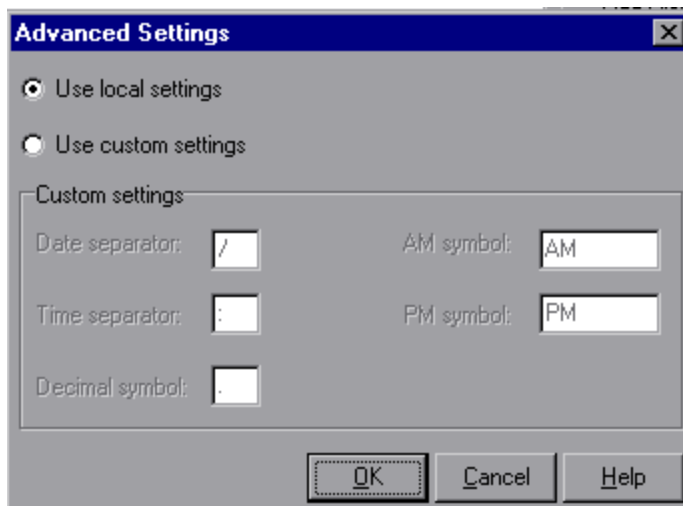 Advanced Settings
Use local settings
Use custom settings
Custom settings
Date separator: / AM symbol: AM
Time separator: : PM symbol: PM
Decimal symbol: .
OK Cancel Help